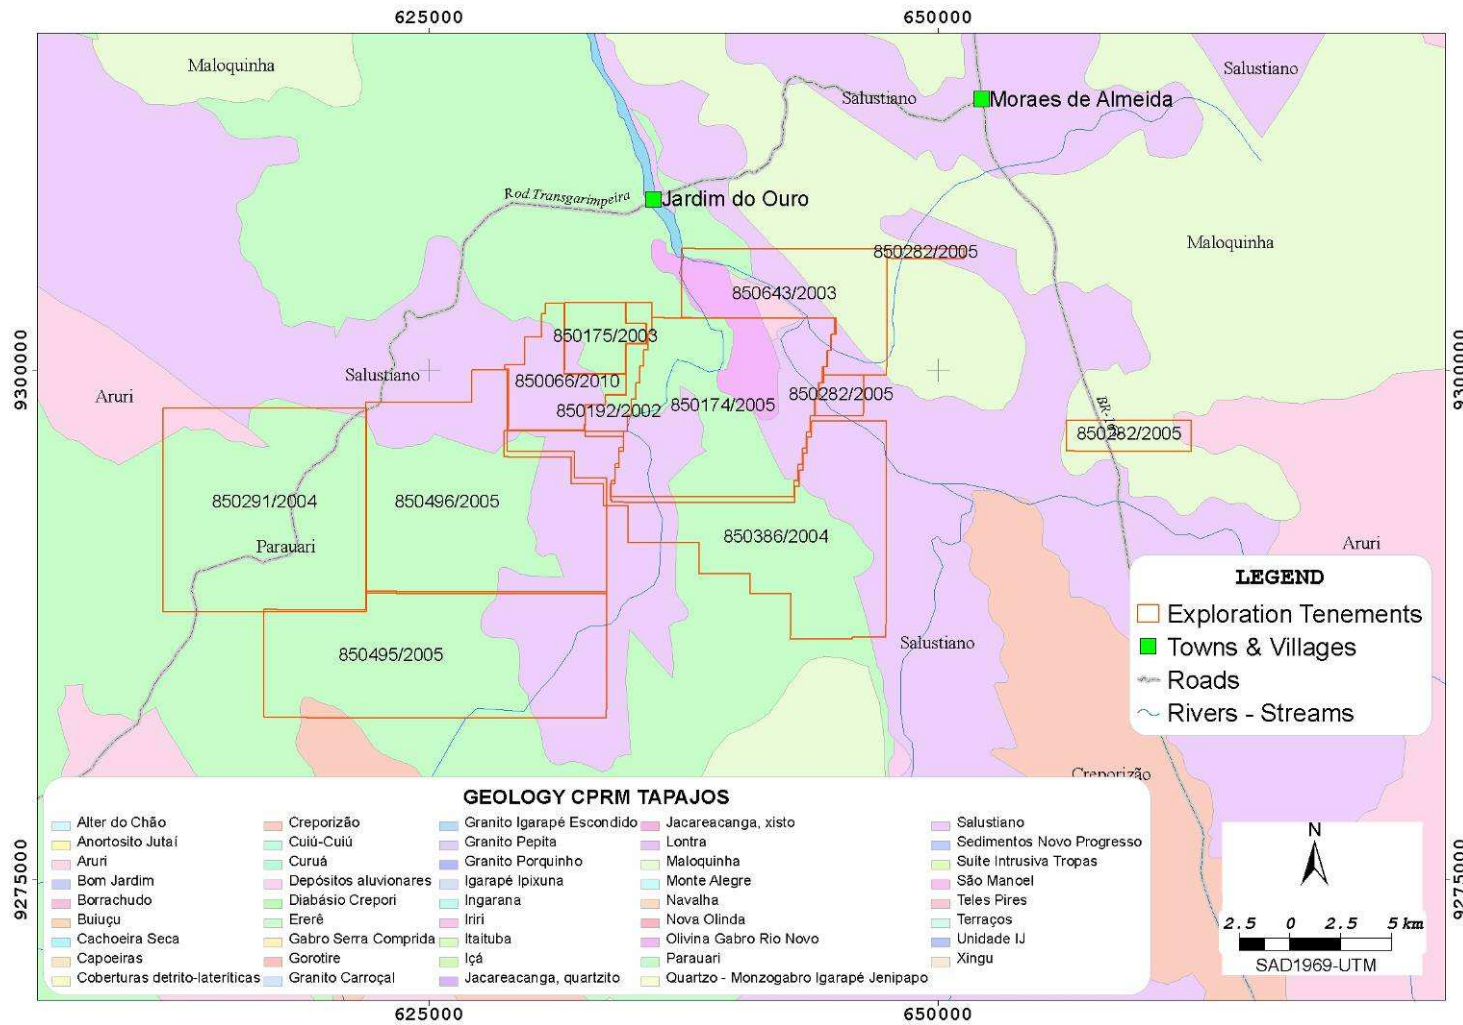 625000
650000
Maloquinha
Salustiano
Salustiano
Moraes de Almeida
Rod.Transgarimpeira
Jardim do Ouro
Maloquinha
850282/2005
850643/2003
850175/2003
9300000
9300000
Salustiano
850066/2010
850282/2005
Aruri
850192/2002
850174/2005
850282/2005
850291/2004
850496/2005
850386/2004
Parauari
Aruri
Salustiano
850495/2005
LEGEND
Exploration Tenements
Towns & Villages
Roads
Rivers - Streams
Creporizão
GEOLOGY CPRM TAPAJOS
Alter do Chão
Anortosito Jutaí
Aruri
Bom Jardim
Borrachudo
Buiuçu
Cachoeira Seca
Capoeiras
Coberturas detrito-lateríticas
Creporizão
Cuiú-Cuiú
Curuá
Depósitos aluvionares
Diabásio Crepori
Ererê
Gabro Serra Comprida
Gorotire
Granito Carroçal
Granito Igarapé Escondido
Granito Pepita
Granito Porquinho
Igarapé Ipixuna
Ingarana
Iriri
Itaituba
Içá
Jacareacanga, quartzito
Jacareacanga, xisto
Lontra
Maloquinha
Monte Alegre
Navalha
Nova Olinda
Olivina Gabro Rio Novo
Parauari
Quartzo - Monzogabro Igarapé Jenipapo
Salustiano
Sedimentos Novo Progresso
Suíte Intrusiva Tropas
São Manoel
Teles Pires
Terraços
Unidade IJ
Xingu
9275000
9275000
N
2.5 0 2.5 5 km
SAD1969-UTM
625000
650000